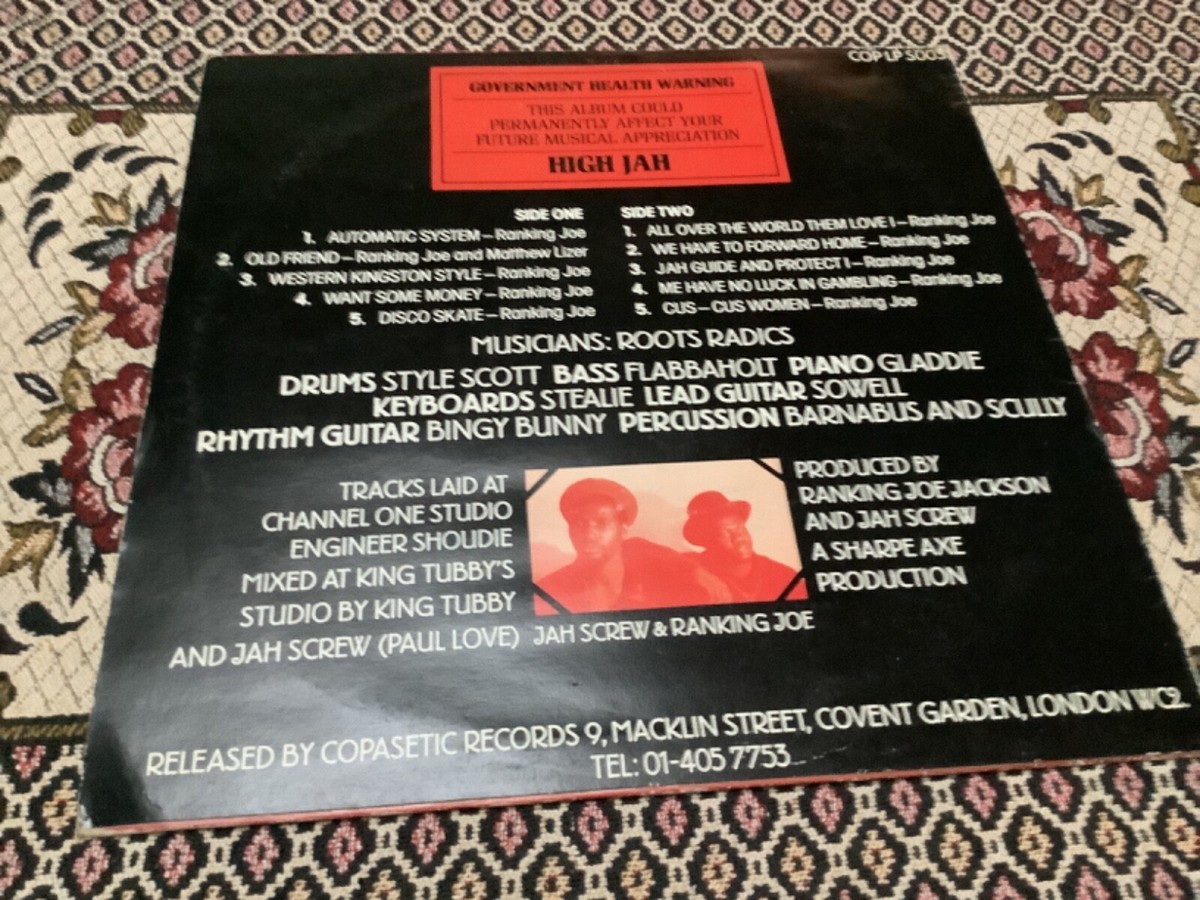 COP LP 5005
GOVERNMENT HEALTH WARNING
THIS ALBUM COULD
PERMANENTLY AFFECT YOUR
FUTURE MUSICAL APPRECIATION
HIGH JAH
SIDE ONE
1. AUTOMATIC SYSTEM – Ranking Joe
2. OLD FRIEND – Ranking Joe and Matthew Lizer
3. WESTERN KINGSTON STYLE – Ranking Joe
4. WANT SOME MONEY – Ranking Joe
5. DISCO SKATE – Ranking Joe
SIDE TWO
1. ALL OVER THE WORLD THEM LOVE I – Ranking Joe
2. WE HAVE TO FORWARD HOME – Ranking Joe
3. JAH GUIDE AND PROTECT I – Ranking Joe
4. ME HAVE NO LUCK IN GAMBLING – Ranking Joe
5. CUS – CUS WOMEN – Ranking Joe
MUSICIANS: ROOTS RADICS
DRUMS STYLE SCOTT BASS FLABBAHOLT PIANO GLADDIE
KEYBOARDS STEALIE LEAD GUITAR SOWELL
RHYTHM GUITAR BINGY BUNNY PERCUSSION BARNABUS AND SCULLY
TRACKS LAID AT
CHANNEL ONE STUDIO
ENGINEER SHOUDIE
MIXED AT KING TUBBY'S
STUDIO BY KING TUBBY
AND JAH SCREW (PAUL LOVE)
JAH SCREW & RANKING JOE
PRODUCED BY
RANKING JOE JACKSON
AND JAH SCREW
A SHARPE AXE
PRODUCTION
RELEASED BY COPASETIC RECORDS 9, MACKLIN STREET, COVENT GARDEN, LONDON WC2.
TEL: 01-405 7753